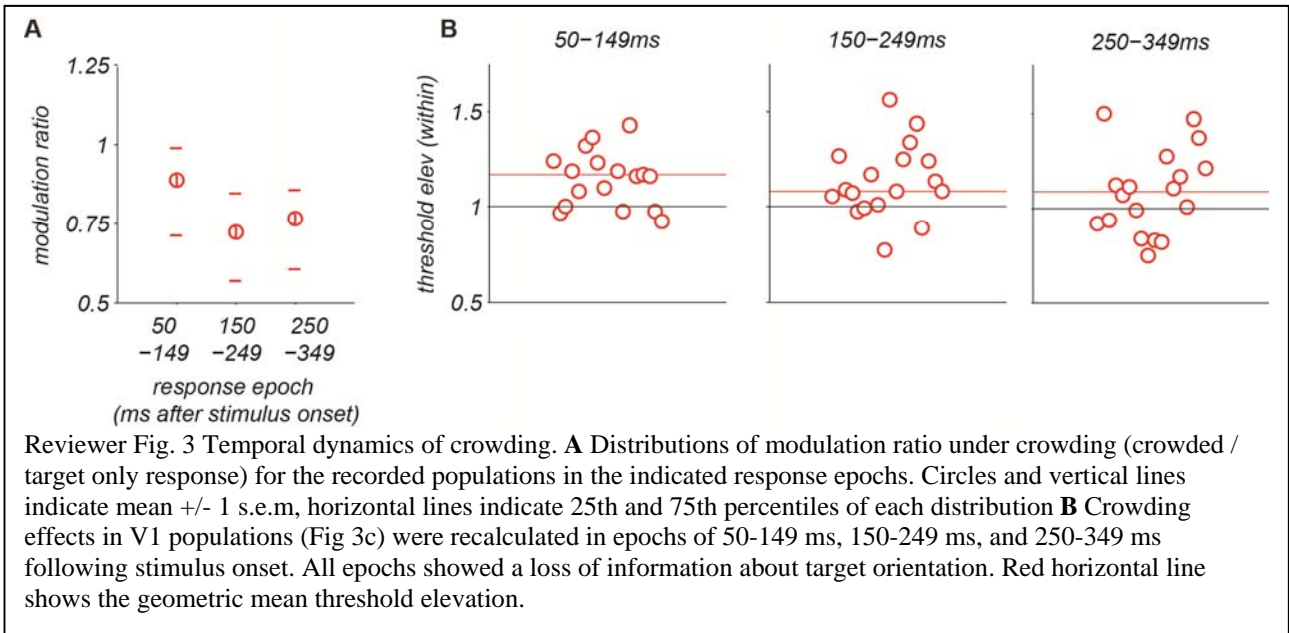 A
B
50−149ms
150−249ms
250−349ms
1.25
1
0.75
0.5
modulation ratio
50 −149
150 −249
250 −349
response epoch
(ms after stimulus onset)
threshold elev (within)
1.5
1
0.5
Reviewer Fig. 3 Temporal dynamics of crowding. A Distributions of modulation ratio under crowding (crowded /
target only response) for the recorded populations in the indicated response epochs. Circles and vertical lines
indicate mean +/- 1 s.e.m, horizontal lines indicate 25th and 75th percentiles of each distribution B Crowding
effects in V1 populations (Fig 3c) were recalculated in epochs of 50-149 ms, 150-249 ms, and 250-349 ms
following stimulus onset. All epochs showed a loss of information about target orientation. Red horizontal line
shows the geometric mean threshold elevation.